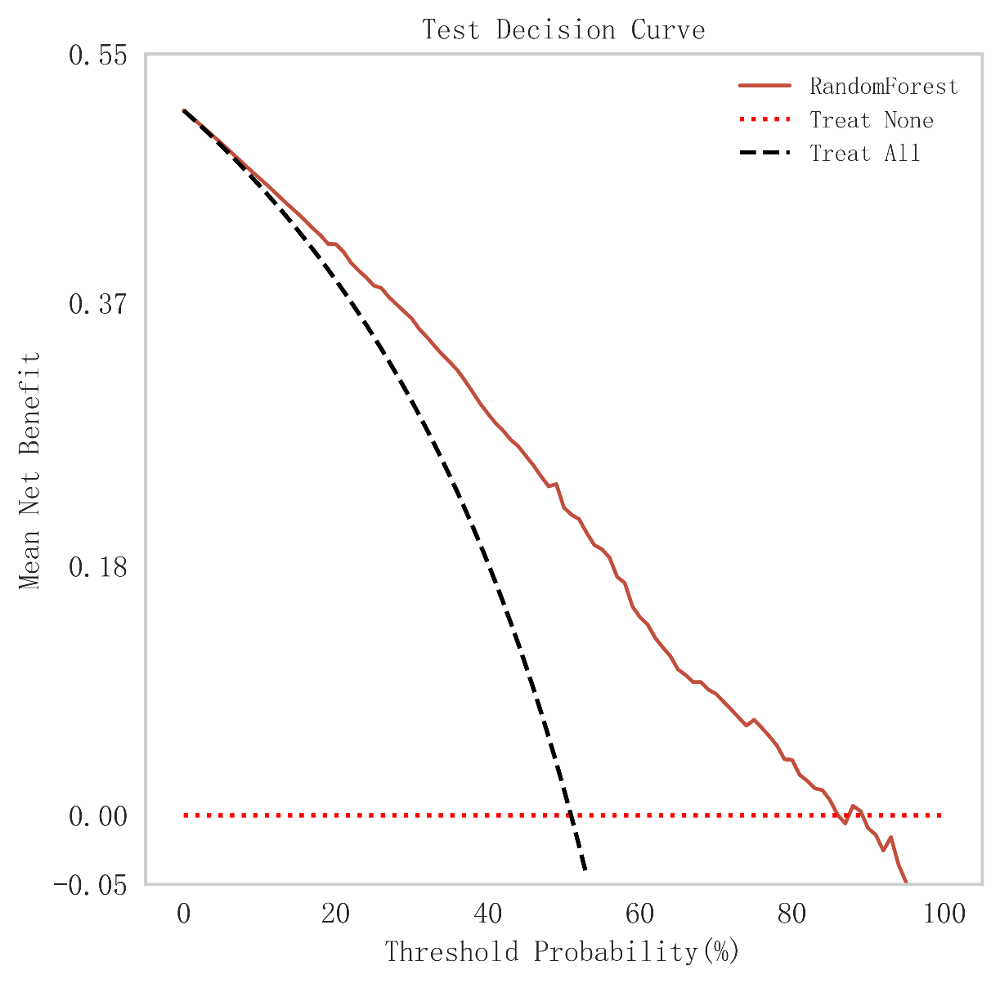 Test Decision Curve
0.55
RandomForest
Treat None
Treat All
0.37
Mean Net Benefit
0.18
0.00
-0.05
0 20 40 60 80 100
Threshold Probability(%)